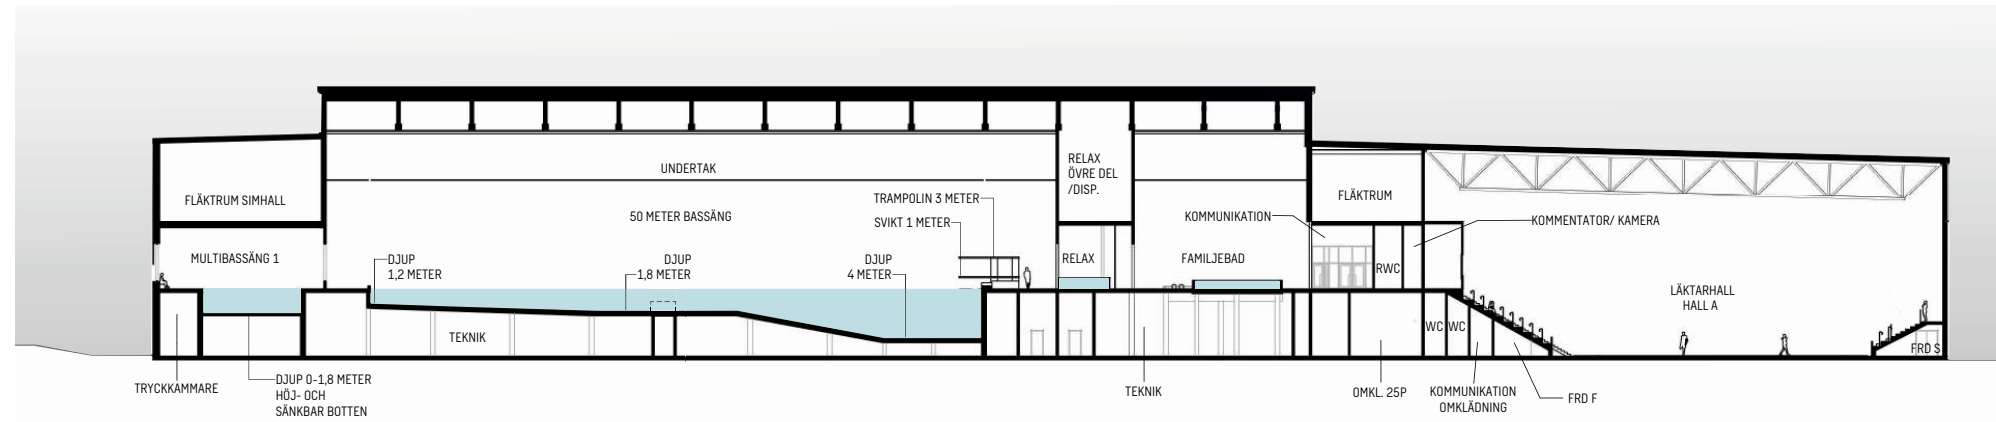 FLÄKTRUM SIMHALL
MULTIBASSÄNG 1
TRYCKKAMMARE
DJUP 0-1,8 METER
HÖJ- OCH
SÄNKBAR BOTTEN
UNDERTAK
50 METER BASSÄNG
DJUP
1,2 METER
DJUP
1,8 METER
DJUP
4 METER
TRAMPOLIN 3 METER
SVIKT 1 METER
TEKNIK
RELAX
ÖVRE DEL
/DISP.
RELAX
KOMMUNIKATION
FAMILJEBAD
TEKNIK
FLÄKTRUM
KOMMENTATOR/ KAMERA
RWC
WC
WC
OMKL. 25P
KOMMUNIKATION
OMKLÄDNING
FRD F
LÄKTARHALL
HALL A
FRD S